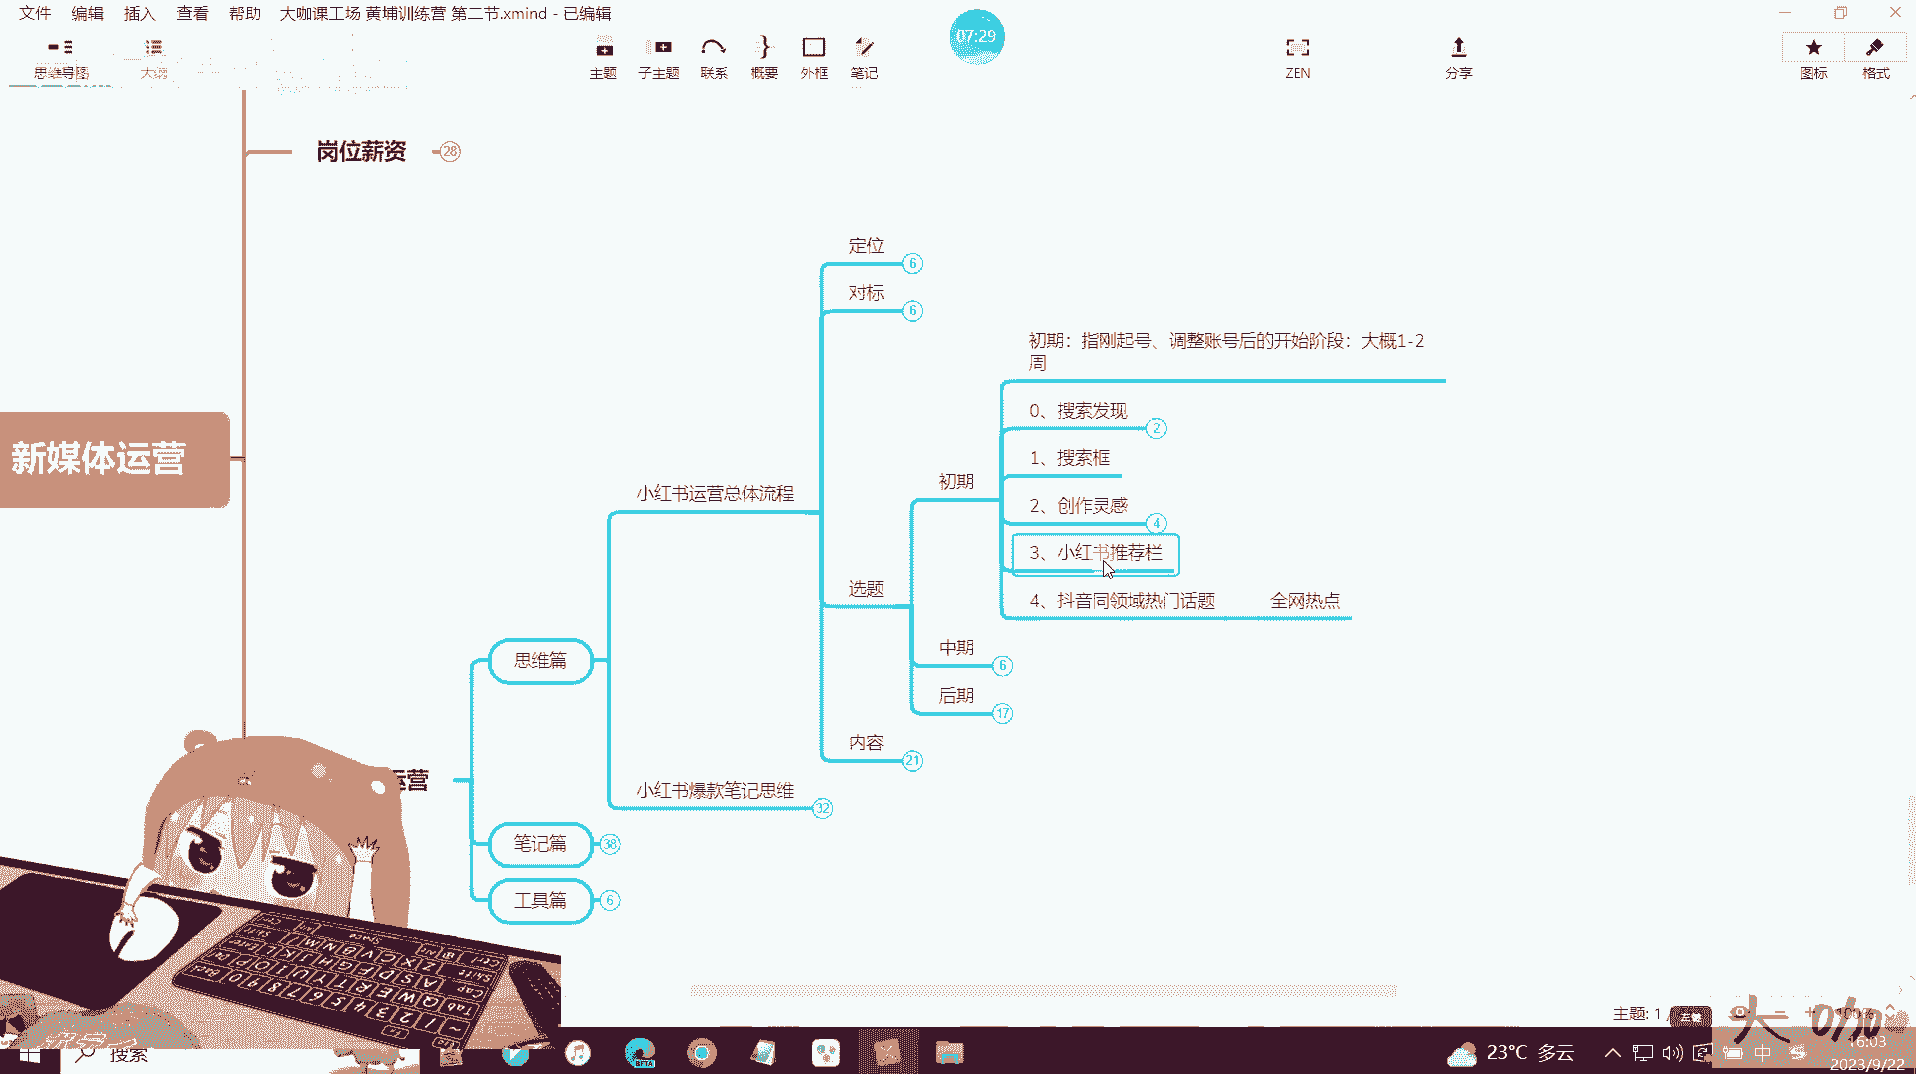 文件 编辑 插入 查看 帮助 大咖课工场 黄埔训练营 第二节.xmind - 已编辑
07:29
思维导图 大纲 主题 子主题 联系 概要 外框 笔记 ZEN 分享 图标 格式
岗位薪资 28
定位 6
对标 6
初期：指刚起号、调整账号后的开始阶段：大概1-2
周
0、搜索发现 2
1、搜索框
初期
新媒体运营
小红书运营总体流程
2、创作灵感 4
3、小红书推荐栏
选题
4、抖音同领域热门话题 全网热点
中期 6
思维篇
后期 17
内容 21
运营
小红书爆款笔记思维 32
笔记篇 38
工具篇 6
主题: 1 /
100%
搜索
23°C 多云
中
16:03
2023/9/22